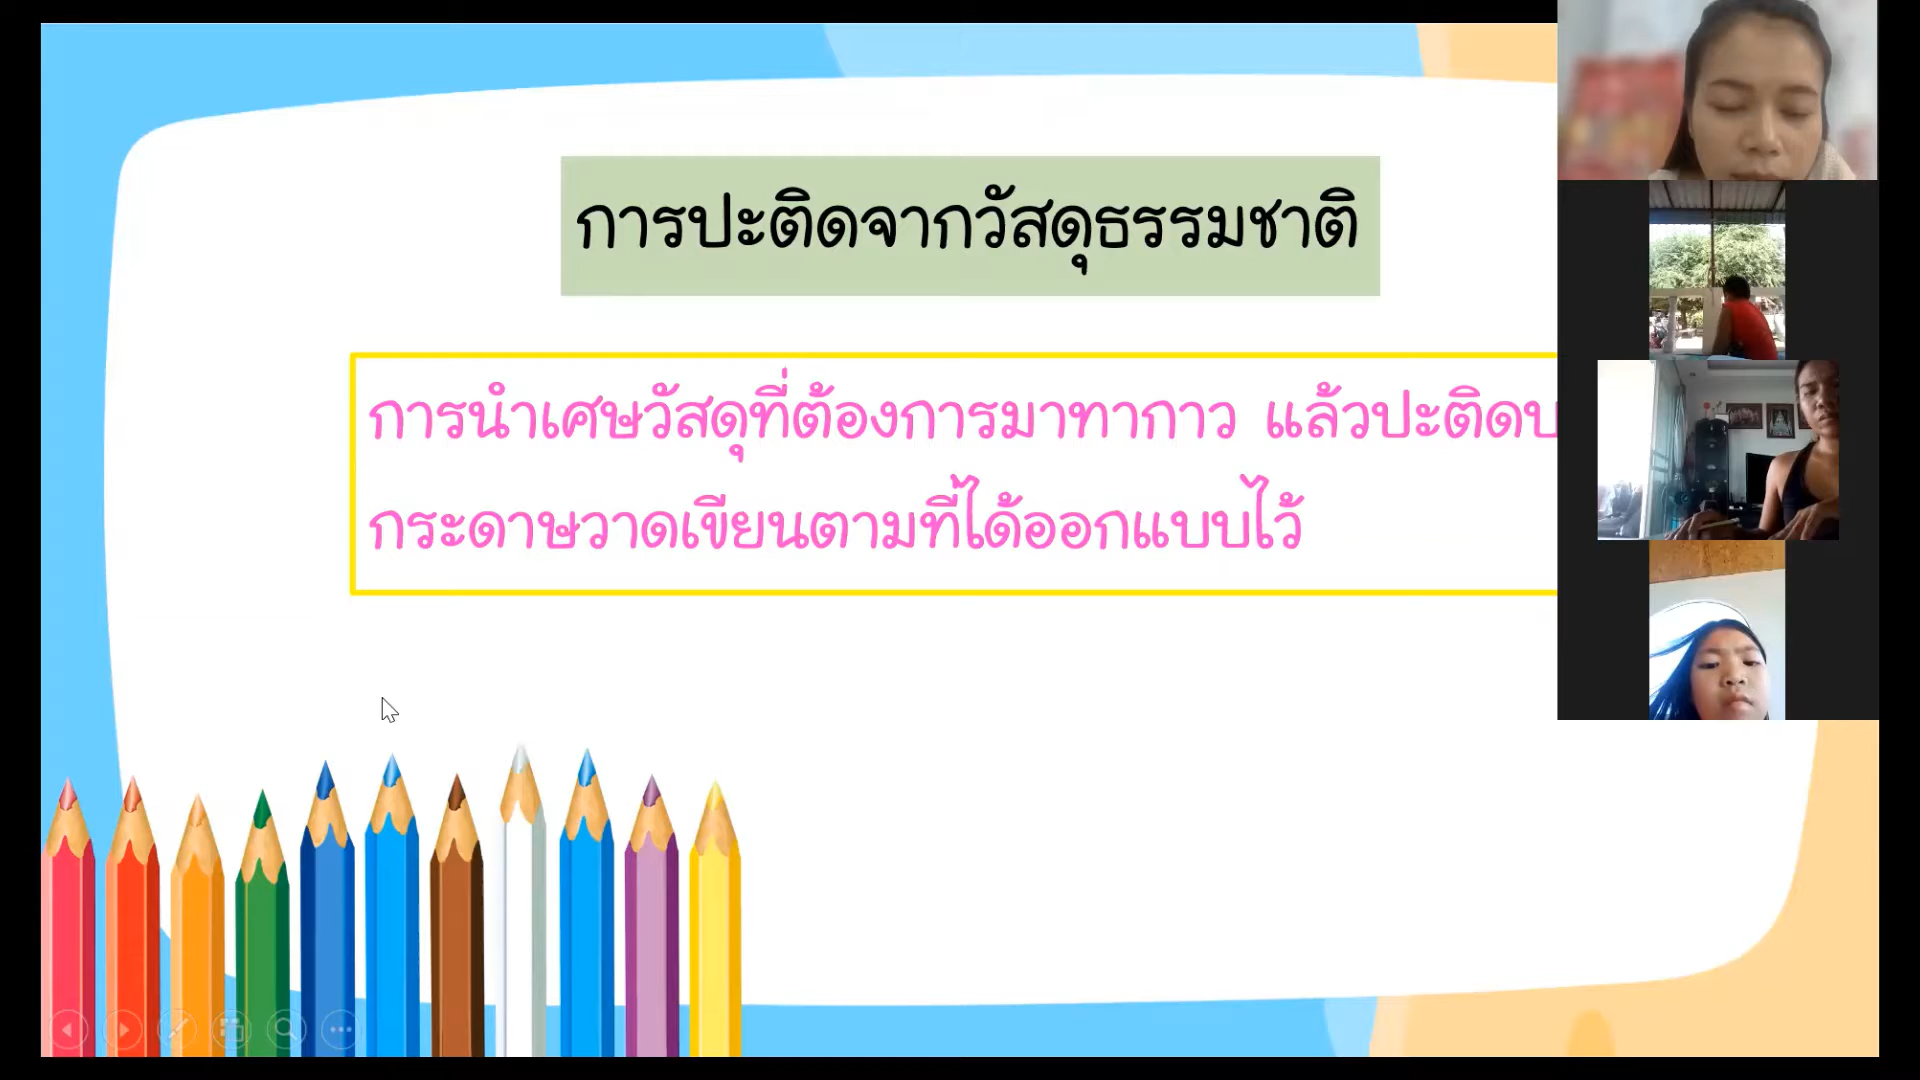 การปะติดจากวัสดุธรรมชาติ
การนำเศษวัสดุที่ต้องการมาทากาว แล้วปะติดบ
กระดาษวาดเขียนตามที่ได้ออกแบบไว้